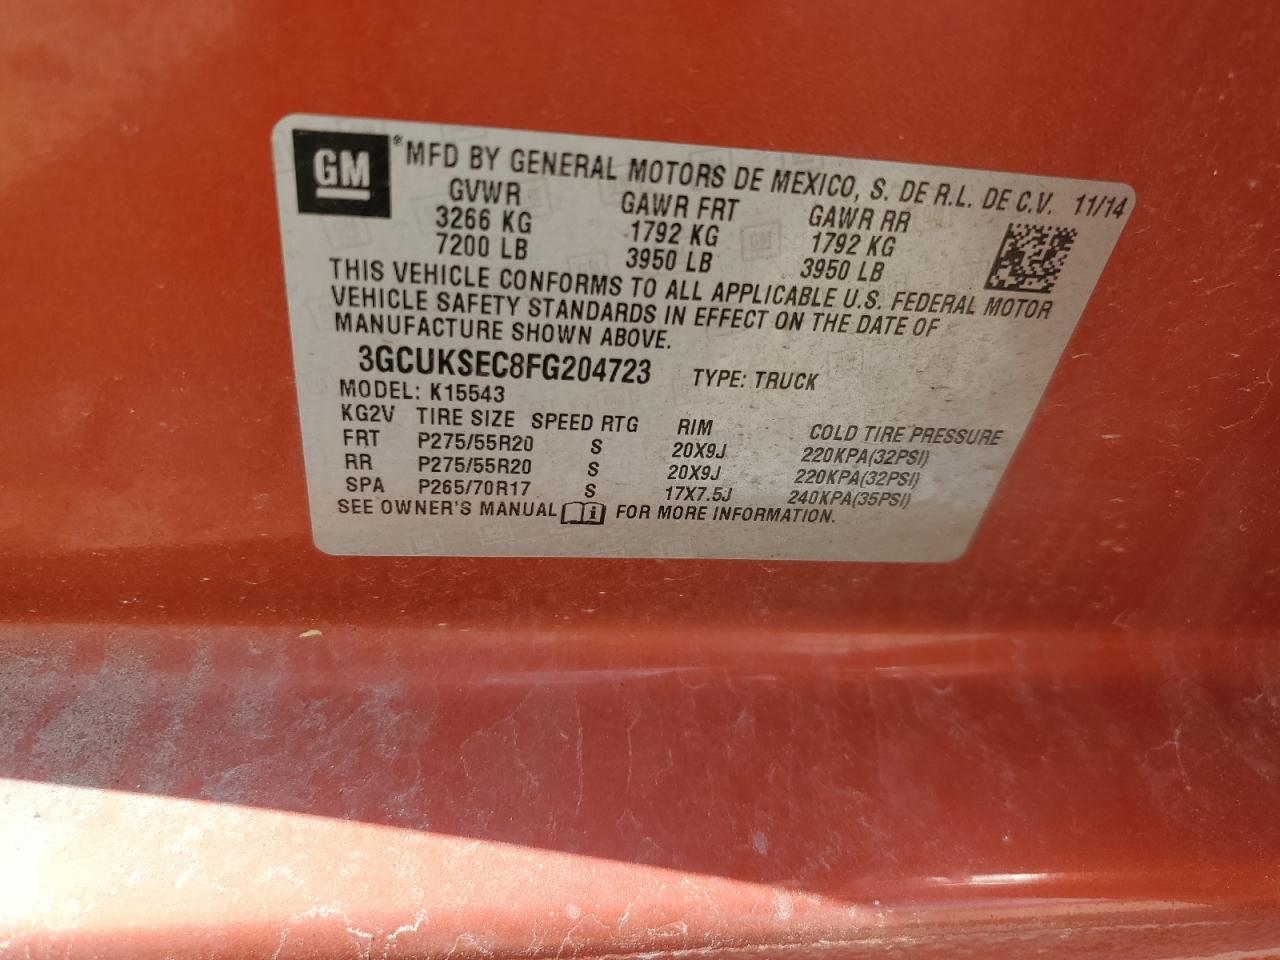 GM ® MFD BY GENERAL MOTORS DE MEXICO, S. DE R.L. DE C.V. 11/14
GVWR GAWR FRT GAWR RR
3266 KG 1792 KG 1792 KG
7200 LB 3950 LB 3950 LB
THIS VEHICLE CONFORMS TO ALL APPLICABLE U.S. FEDERAL MOTOR
VEHICLE SAFETY STANDARDS IN EFFECT ON THE DATE OF
MANUFACTURE SHOWN ABOVE.
3GCUKSEC8FG204723 TYPE: TRUCK
MODEL: K15543
KG2V TIRE SIZE SPEED RTG RIM COLD TIRE PRESSURE
FRT P275/55R20 S 20X9J 220KPA(32PSI)
RR P275/55R20 S 20X9J 220KPA(32PSI)
SPA P265/70R17 S 17X7.5J 240KPA(35PSI)
SEE OWNER'S MANUAL i FOR MORE INFORMATION.